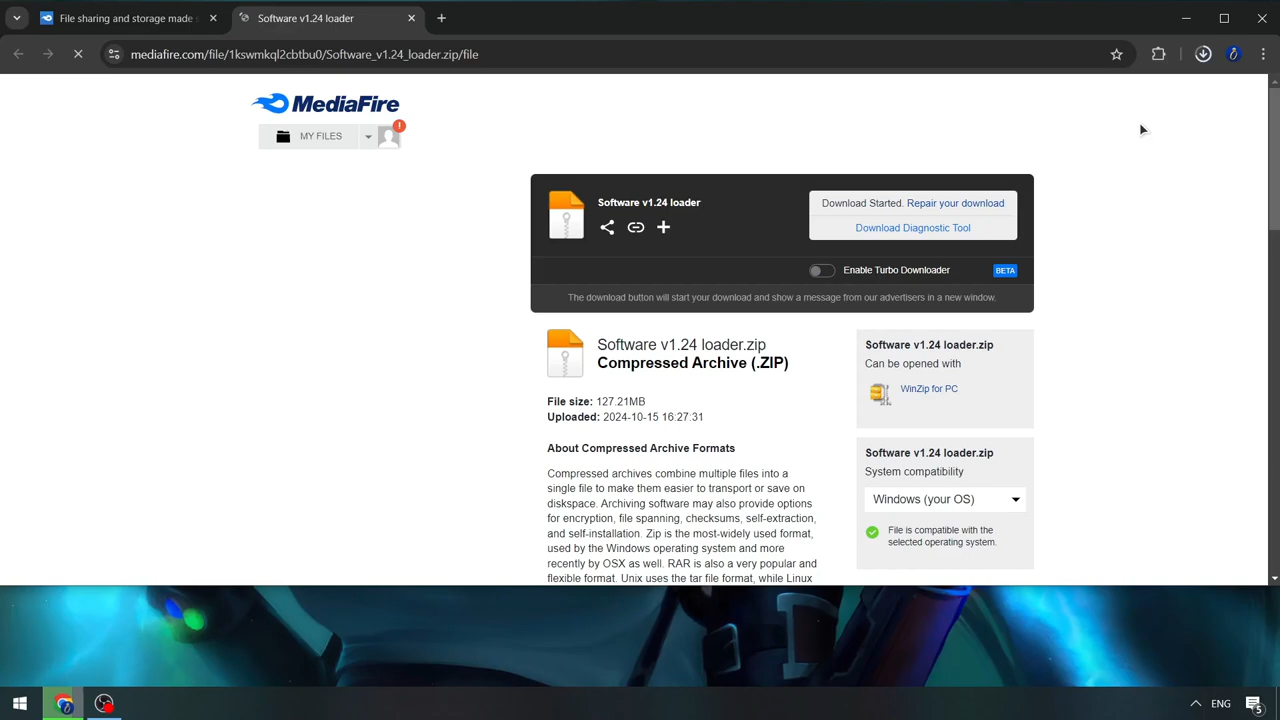 File sharing and storage made s
Software v1.24 loader
mediafire.com/file/1kswmkql2cbtbu0/Software_v1.24_loader.zip/file
MediaFire
MY FILES
!
Software v1.24 loader
Download Started. Repair your download
Download Diagnostic Tool
Enable Turbo Downloader
BETA
The download button will start your download and show a message from our advertisers in a new window.
Software v1.24 loader.zip
Compressed Archive (.ZIP)
File size: 127.21MB
Uploaded: 2024-10-15 16:27:31
About Compressed Archive Formats
Compressed archives combine multiple files into a
single file to make them easier to transport or save on
diskspace. Archiving software may also provide options
for encryption, file spanning, checksums, self-extraction,
and self-installation. Zip is the most-widely used format,
used by the Windows operating system and more
recently by OSX as well. RAR is also a very popular and
flexible format. Unix uses the tar file format, while Linux
Software v1.24 loader.zip
Can be opened with
WinZip for PC
Software v1.24 loader.zip
System compatibility
Windows (your OS)
File is compatible with the
selected operating system.
ENG
5